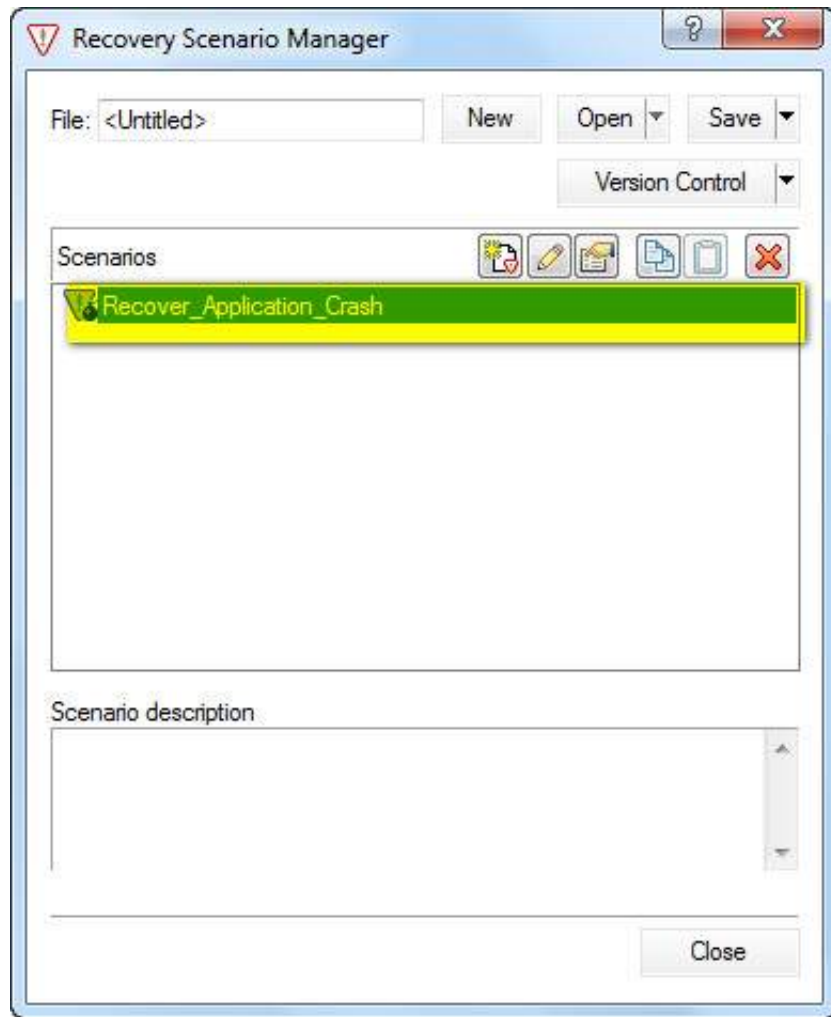 Recovery Scenario Manager
File: <Untitled> New Open Save
Version Control
Scenarios
Recover_Application_Crash
Scenario description
Close